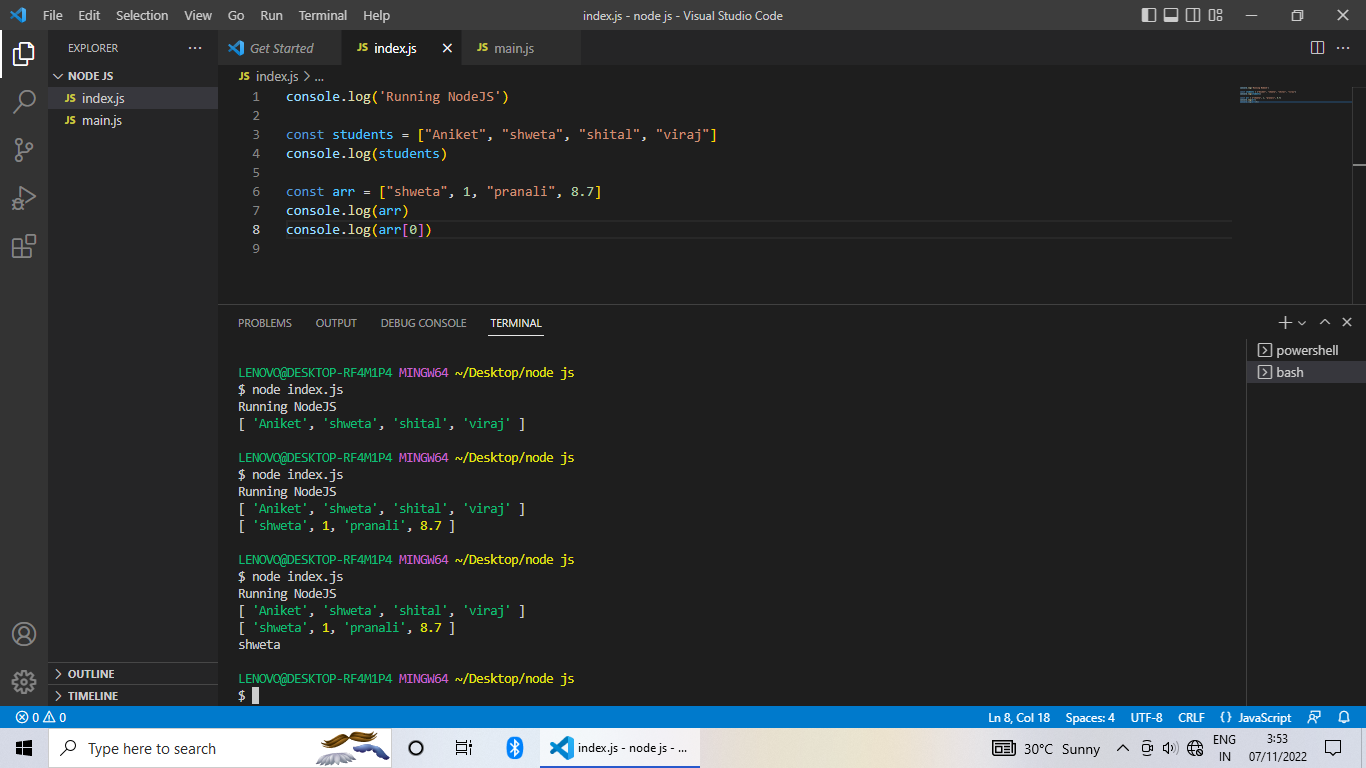 File Edit Selection View Go Run Terminal Help index.js - node js - Visual Studio Code
EXPLORER
NODE JS
JS index.js
JS main.js
OUTLINE
TIMELINE
Get Started JS index.js JS main.js
JS index.js > ...
1 console.log('Running NodeJS')
2
3 const students = ["Aniket", "shweta", "shital", "viraj"]
4 console.log(students)
5
6 const arr = ["shweta", 1, "pranali", 8.7]
7 console.log(arr)
8 console.log(arr[0])
9
PROBLEMS OUTPUT DEBUG CONSOLE TERMINAL
LENOVO@DESKTOP-RF4M1P4 MINGW64 ~/Desktop/node js
$ node index.js
Running NodeJS
[ 'Aniket', 'shweta', 'shital', 'viraj' ]
LENOVO@DESKTOP-RF4M1P4 MINGW64 ~/Desktop/node js
$ node index.js
Running NodeJS
[ 'Aniket', 'shweta', 'shital', 'viraj' ]
[ 'shweta', 1, 'pranali', 8.7 ]
LENOVO@DESKTOP-RF4M1P4 MINGW64 ~/Desktop/node js
$ node index.js
Running NodeJS
[ 'Aniket', 'shweta', 'shital', 'viraj' ]
[ 'shweta', 1, 'pranali', 8.7 ]
shweta
LENOVO@DESKTOP-RF4M1P4 MINGW64 ~/Desktop/node js
$
powershell
bash
0 0 Ln 8, Col 18 Spaces: 4 UTF-8 CRLF {} JavaScript
Type here to search
index.js - node js - ...
30°C Sunny
ENG
IN
3:53
07/11/2022